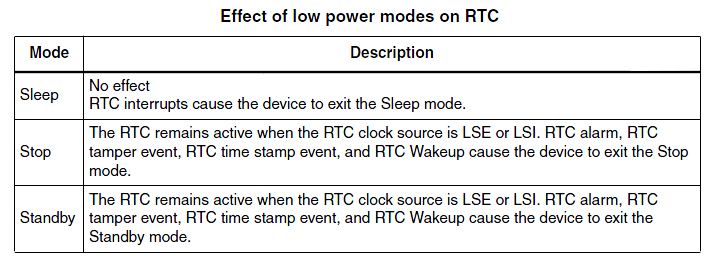 Effect of low power modes on RTC
Mode Description
Sleep
No effect
RTC interrupts cause the device to exit the Sleep mode.
Stop
The RTC remains active when the RTC clock source is LSE or LSI. RTC alarm, RTC
tamper event, RTC time stamp event, and RTC Wakeup cause the device to exit the Stop
mode.
Standby
The RTC remains active when the RTC clock source is LSE or LSI. RTC alarm, RTC
tamper event, RTC time stamp event, and RTC Wakeup cause the device to exit the
Standby mode.